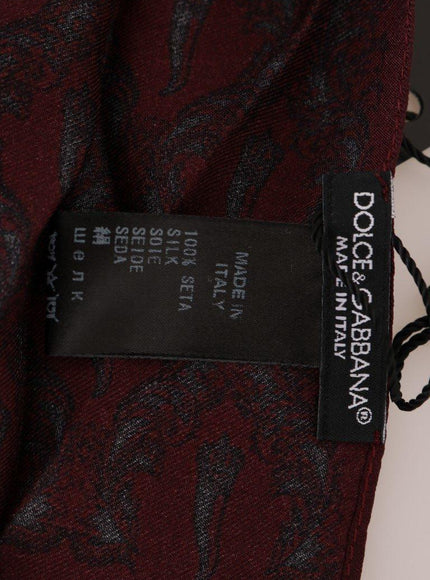 DOLCE & GABBANA®
MADE IN ITALY
MADE IN
ITALY
100% SETA
SILK
SOIE
SEIDE
SEDA
絹
шелк